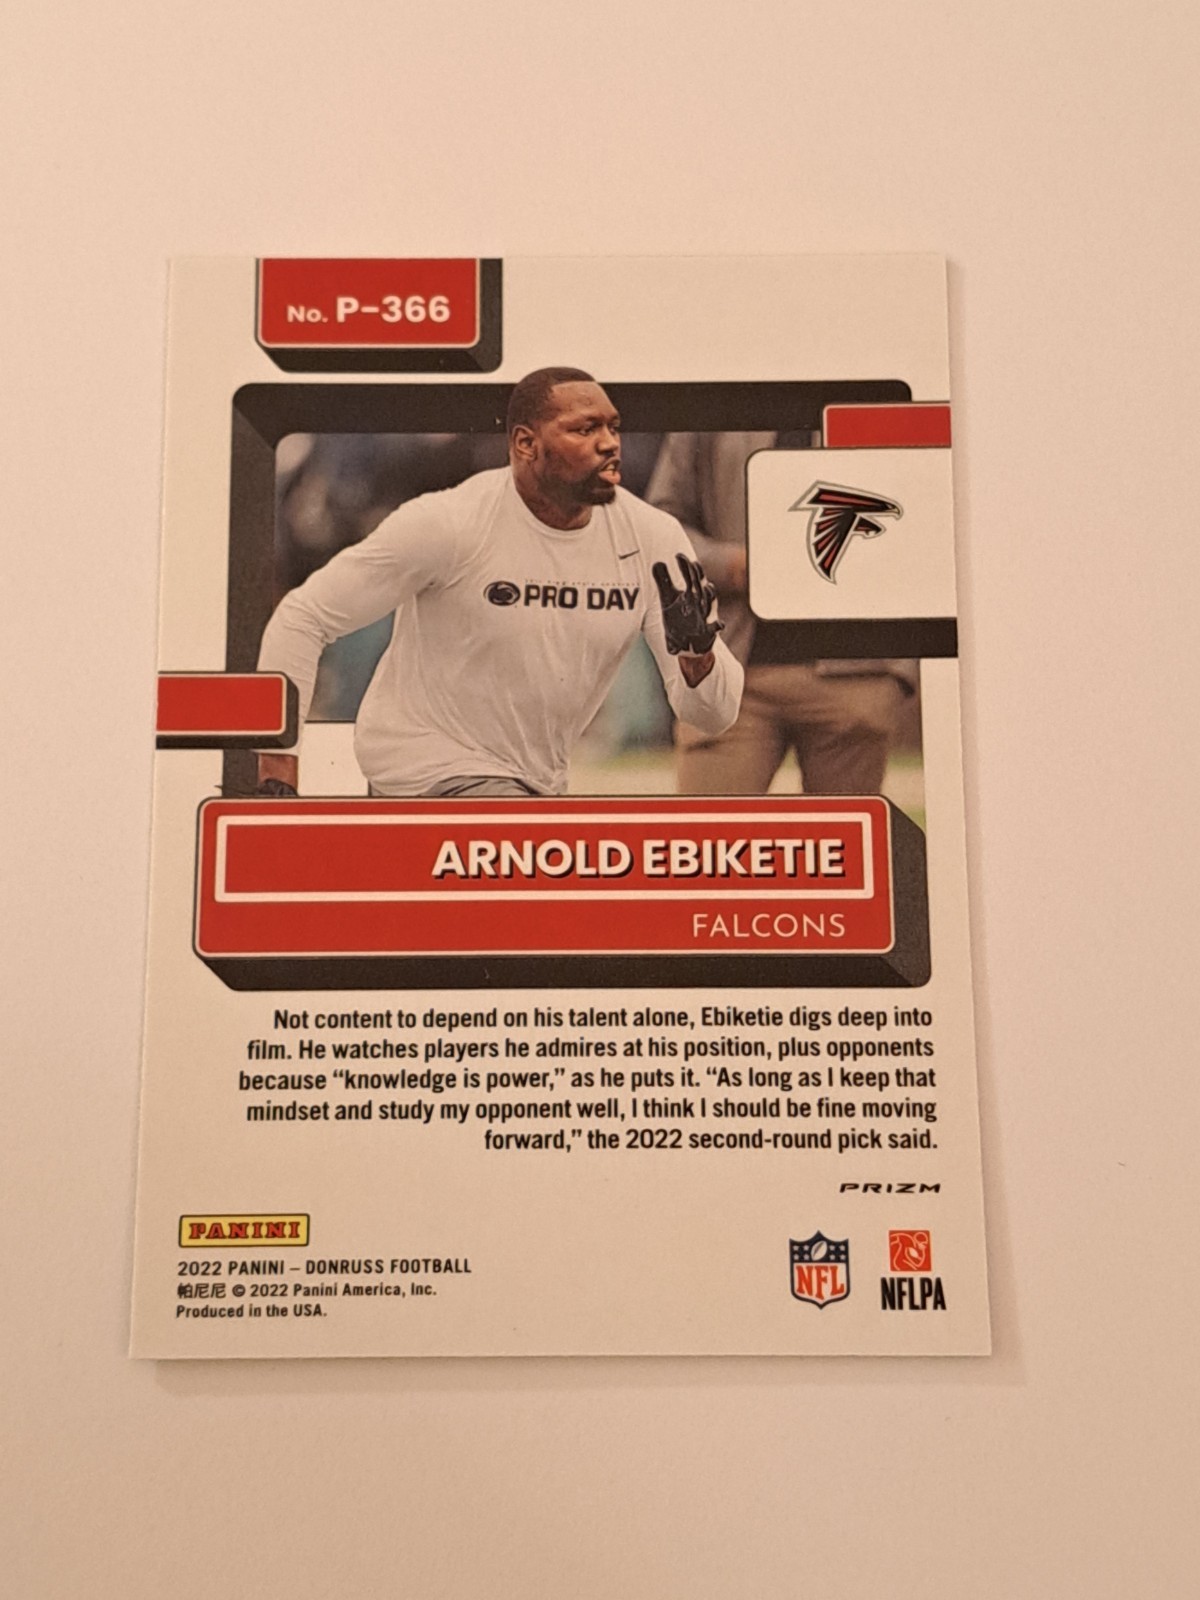 No. P-366
PRO DAY
ARNOLD EBIKETIE
FALCONS
Not content to depend on his talent alone, Ebiketie digs deep into
film. He watches players he admires at his position, plus opponents
because “knowledge is power,” as he puts it. “As long as I keep that
mindset and study my opponent well, I think I should be fine moving
forward,” the 2022 second-round pick said.
PRIZM
PANINI
2022 PANINI – DONRUSS FOOTBALL
帕尼尼 © 2022 Panini America, Inc.
Produced in the USA.
NFL
NFLPA